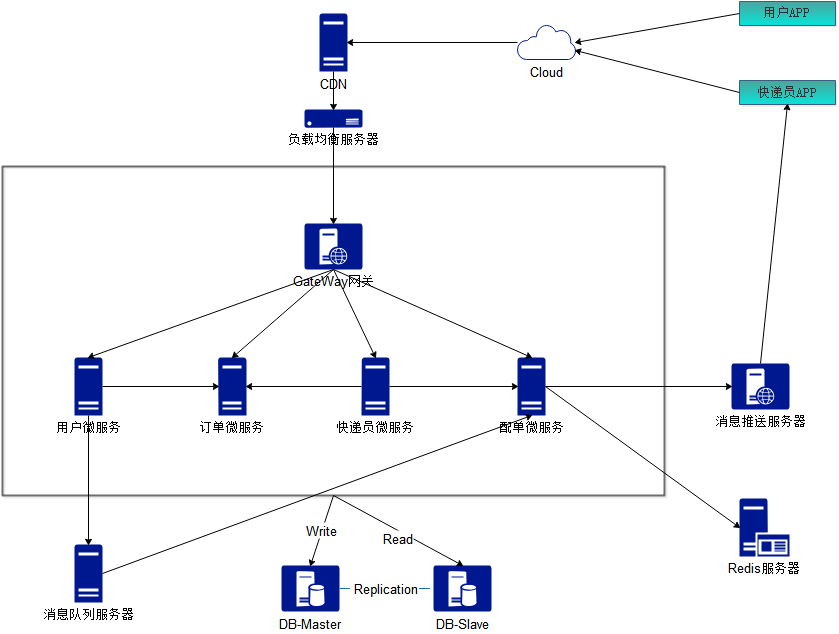 用户APP
Cloud
CDN
快递员APP
负载均衡服务器
GateWay网关
用户微服务
订单微服务
快递员微服务
配单微服务
消息推送服务器
Write
Read
Redis服务器
Replication
消息队列服务器
DB-Master
DB-Slave